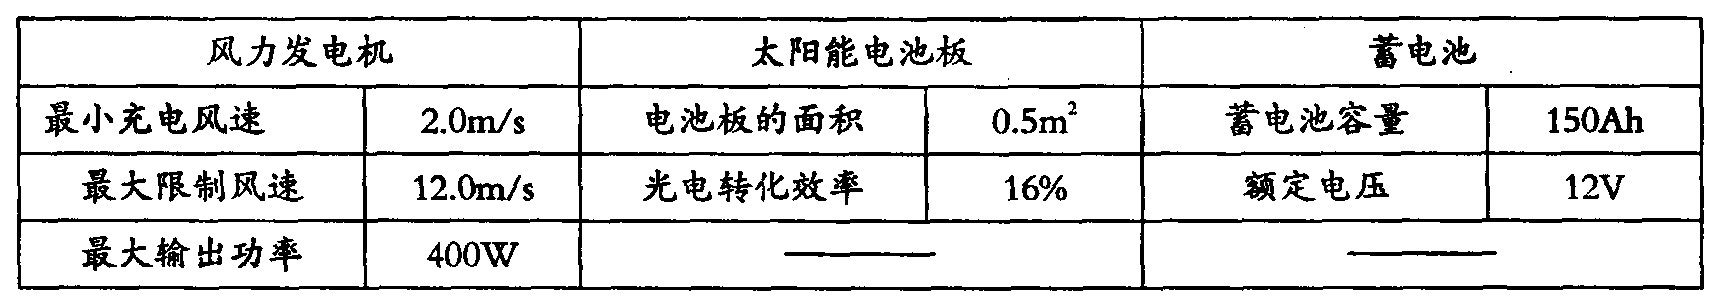 风力发电机 太阳能电池板 蓄电池
最小充电风速 2.0m/s 电池板的面积 0.5m² 蓄电池容量 150Ah
最大限制风速 12.0m/s 光电转化效率 16% 额定电压 12V
最大输出功率 400W —— ——